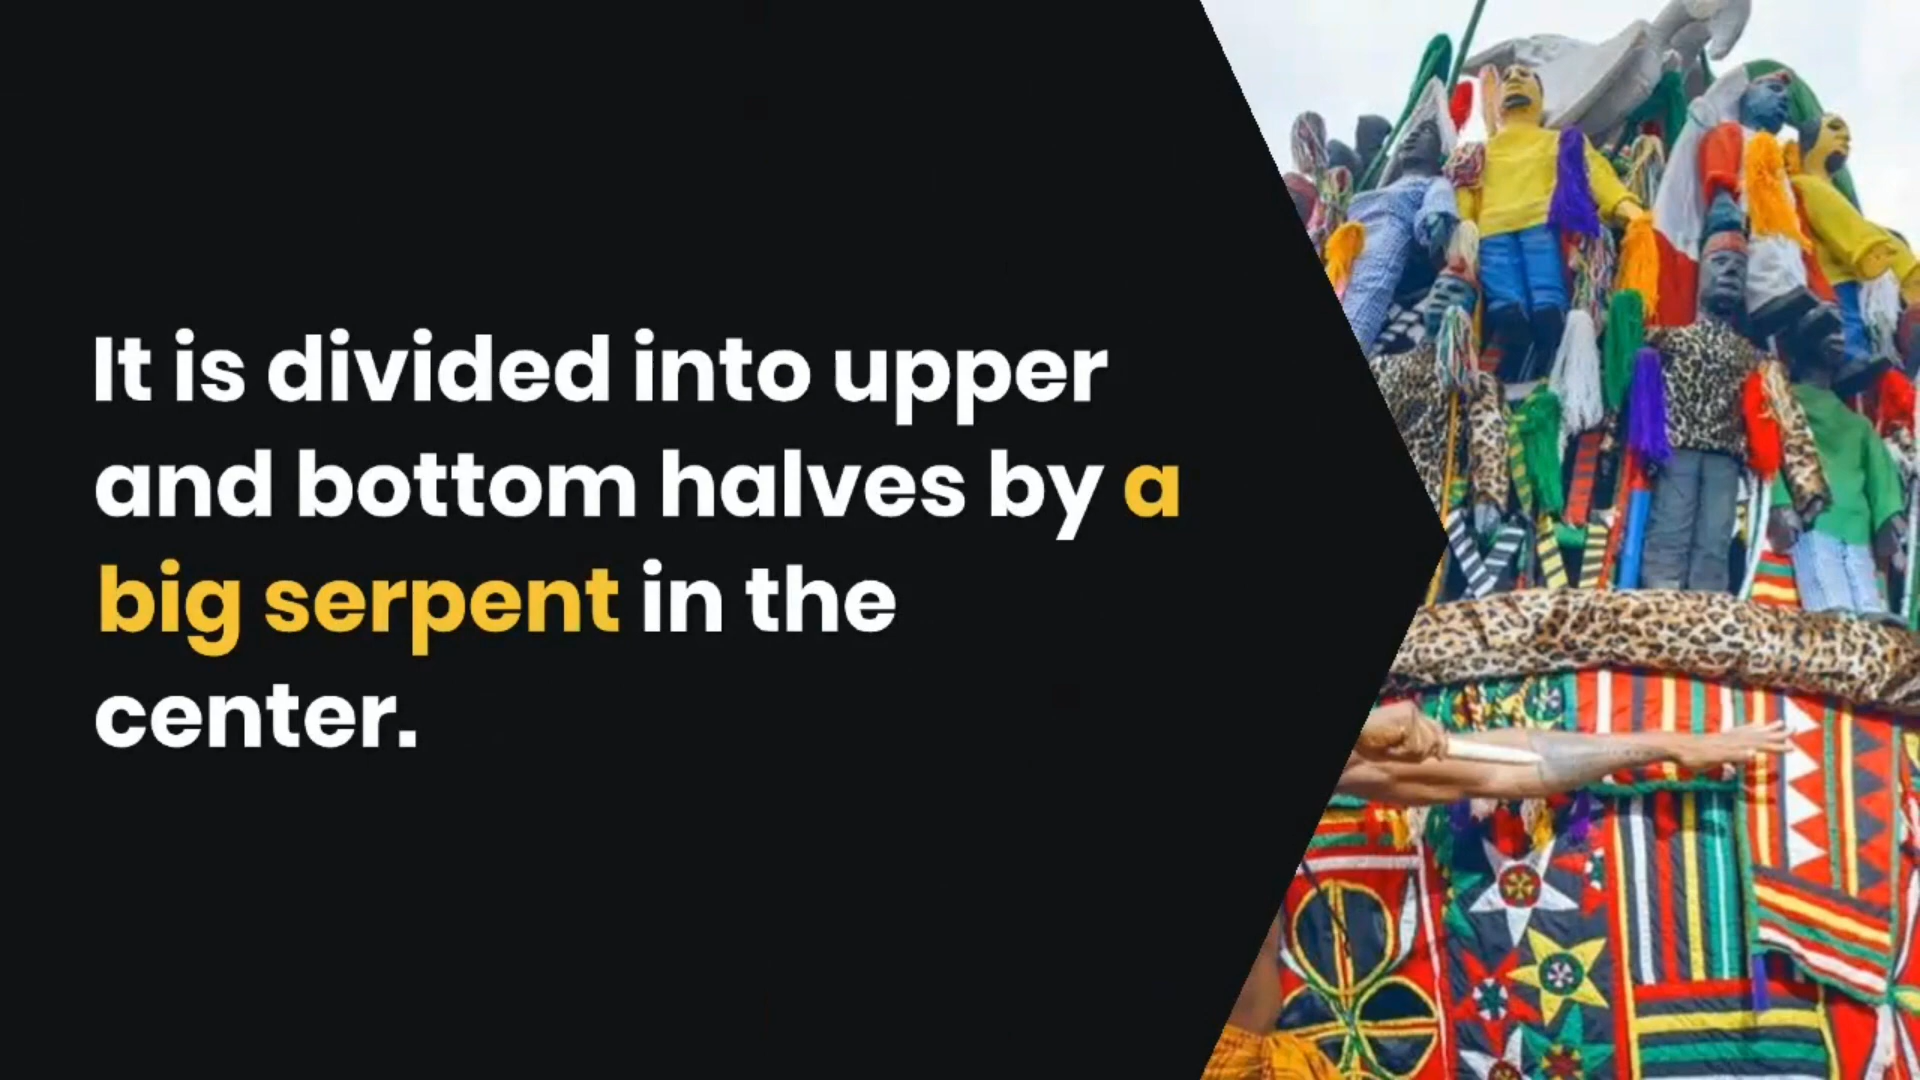 It is divided into upper
and bottom halves by a
big serpent in the
center.